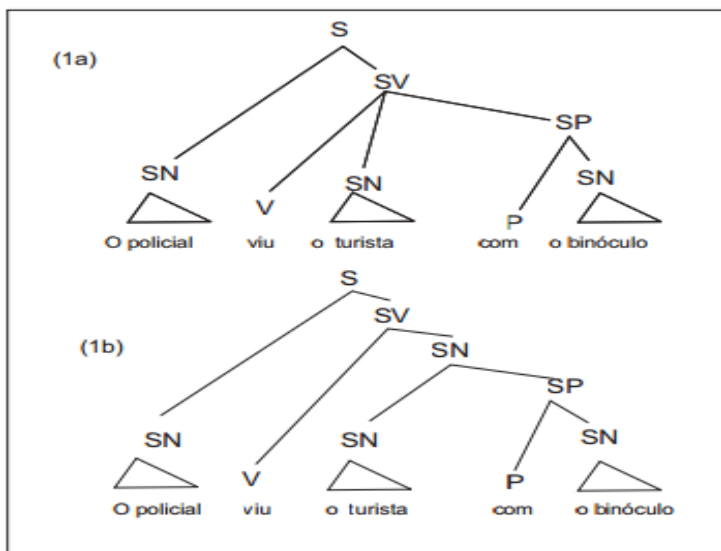 S
(1a)
SV
SP
SN
SN
SN
V
P
O policial viu o turista com o binóculo
S
SV
(1b)
SN
SP
SN
SN
SN
V
P
O policial viu o turista com o binóculo